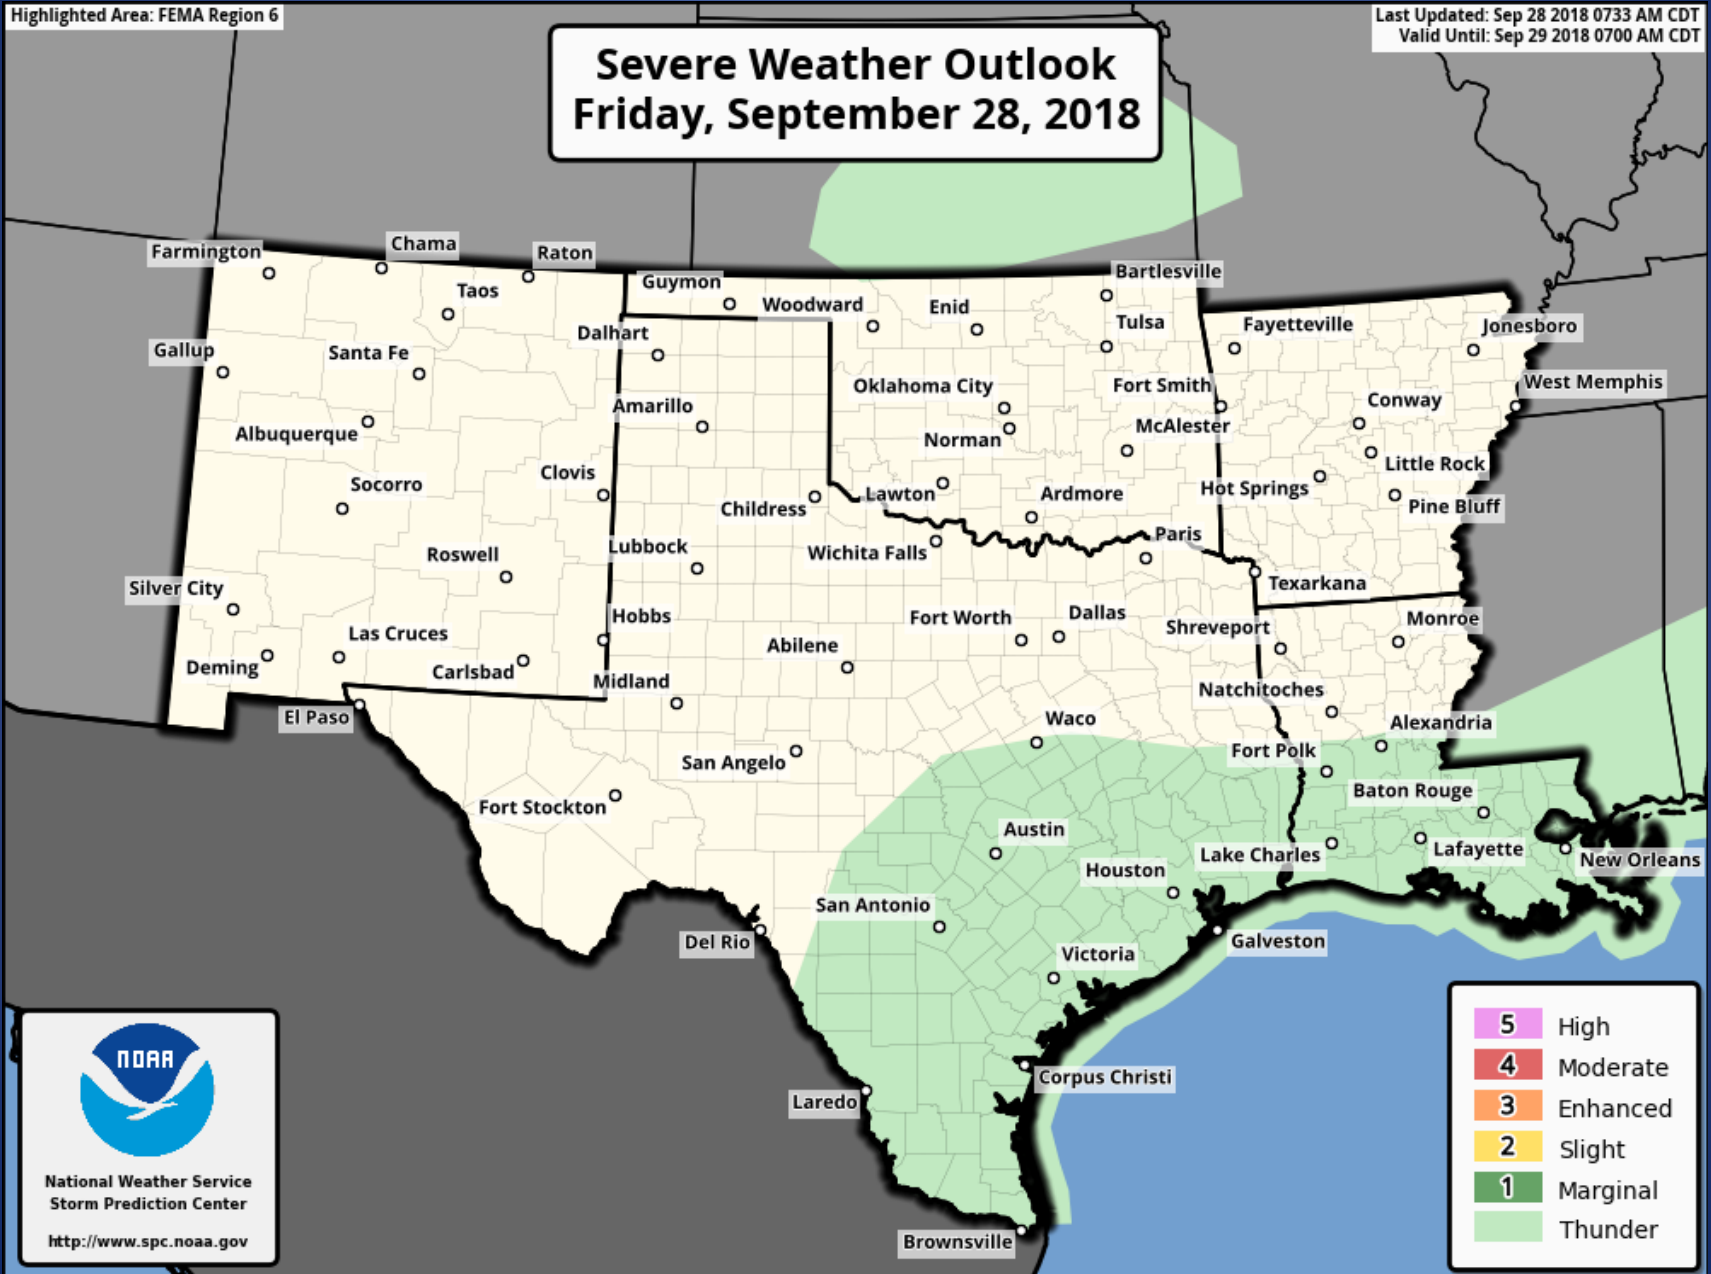 Highlighted Area: FEMA Region 6
Last Updated: Sep 28 2018 0733 AM CDT
Valid Until: Sep 29 2018 0700 AM CDT
Severe Weather Outlook
Friday, September 28, 2018
Farmington
Chama
Raton
Guymon
Bartlesville
Taos
Woodward
Enid
Tulsa
Fayetteville
Jonesboro
Gallup
Santa Fe
Dalhart
Oklahoma City
Fort Smith
West Memphis
Albuquerque
Amarillo
Norman
McAlester
Conway
Socorro
Clovis
Childress
Lawton
Ardmore
Hot Springs
Little Rock
Pine Bluff
Roswell
Lubbock
Wichita Falls
Paris
Texarkana
Silver City
Las Cruces
Hobbs
Fort Worth
Dallas
Shreveport
Monroe
Deming
Carlsbad
Midland
Abilene
Natchitoches
El Paso
San Angelo
Waco
Fort Polk
Alexandria
Fort Stockton
Austin
Baton Rouge
Houston
Lake Charles
Lafayette
New Orleans
San Antonio
Del Rio
Victoria
Galveston
Laredo
Corpus Christi
Brownsville
NOAA
National Weather Service
Storm Prediction Center
http://www.spc.noaa.gov
5 High
4 Moderate
3 Enhanced
2 Slight
1 Marginal
Thunder